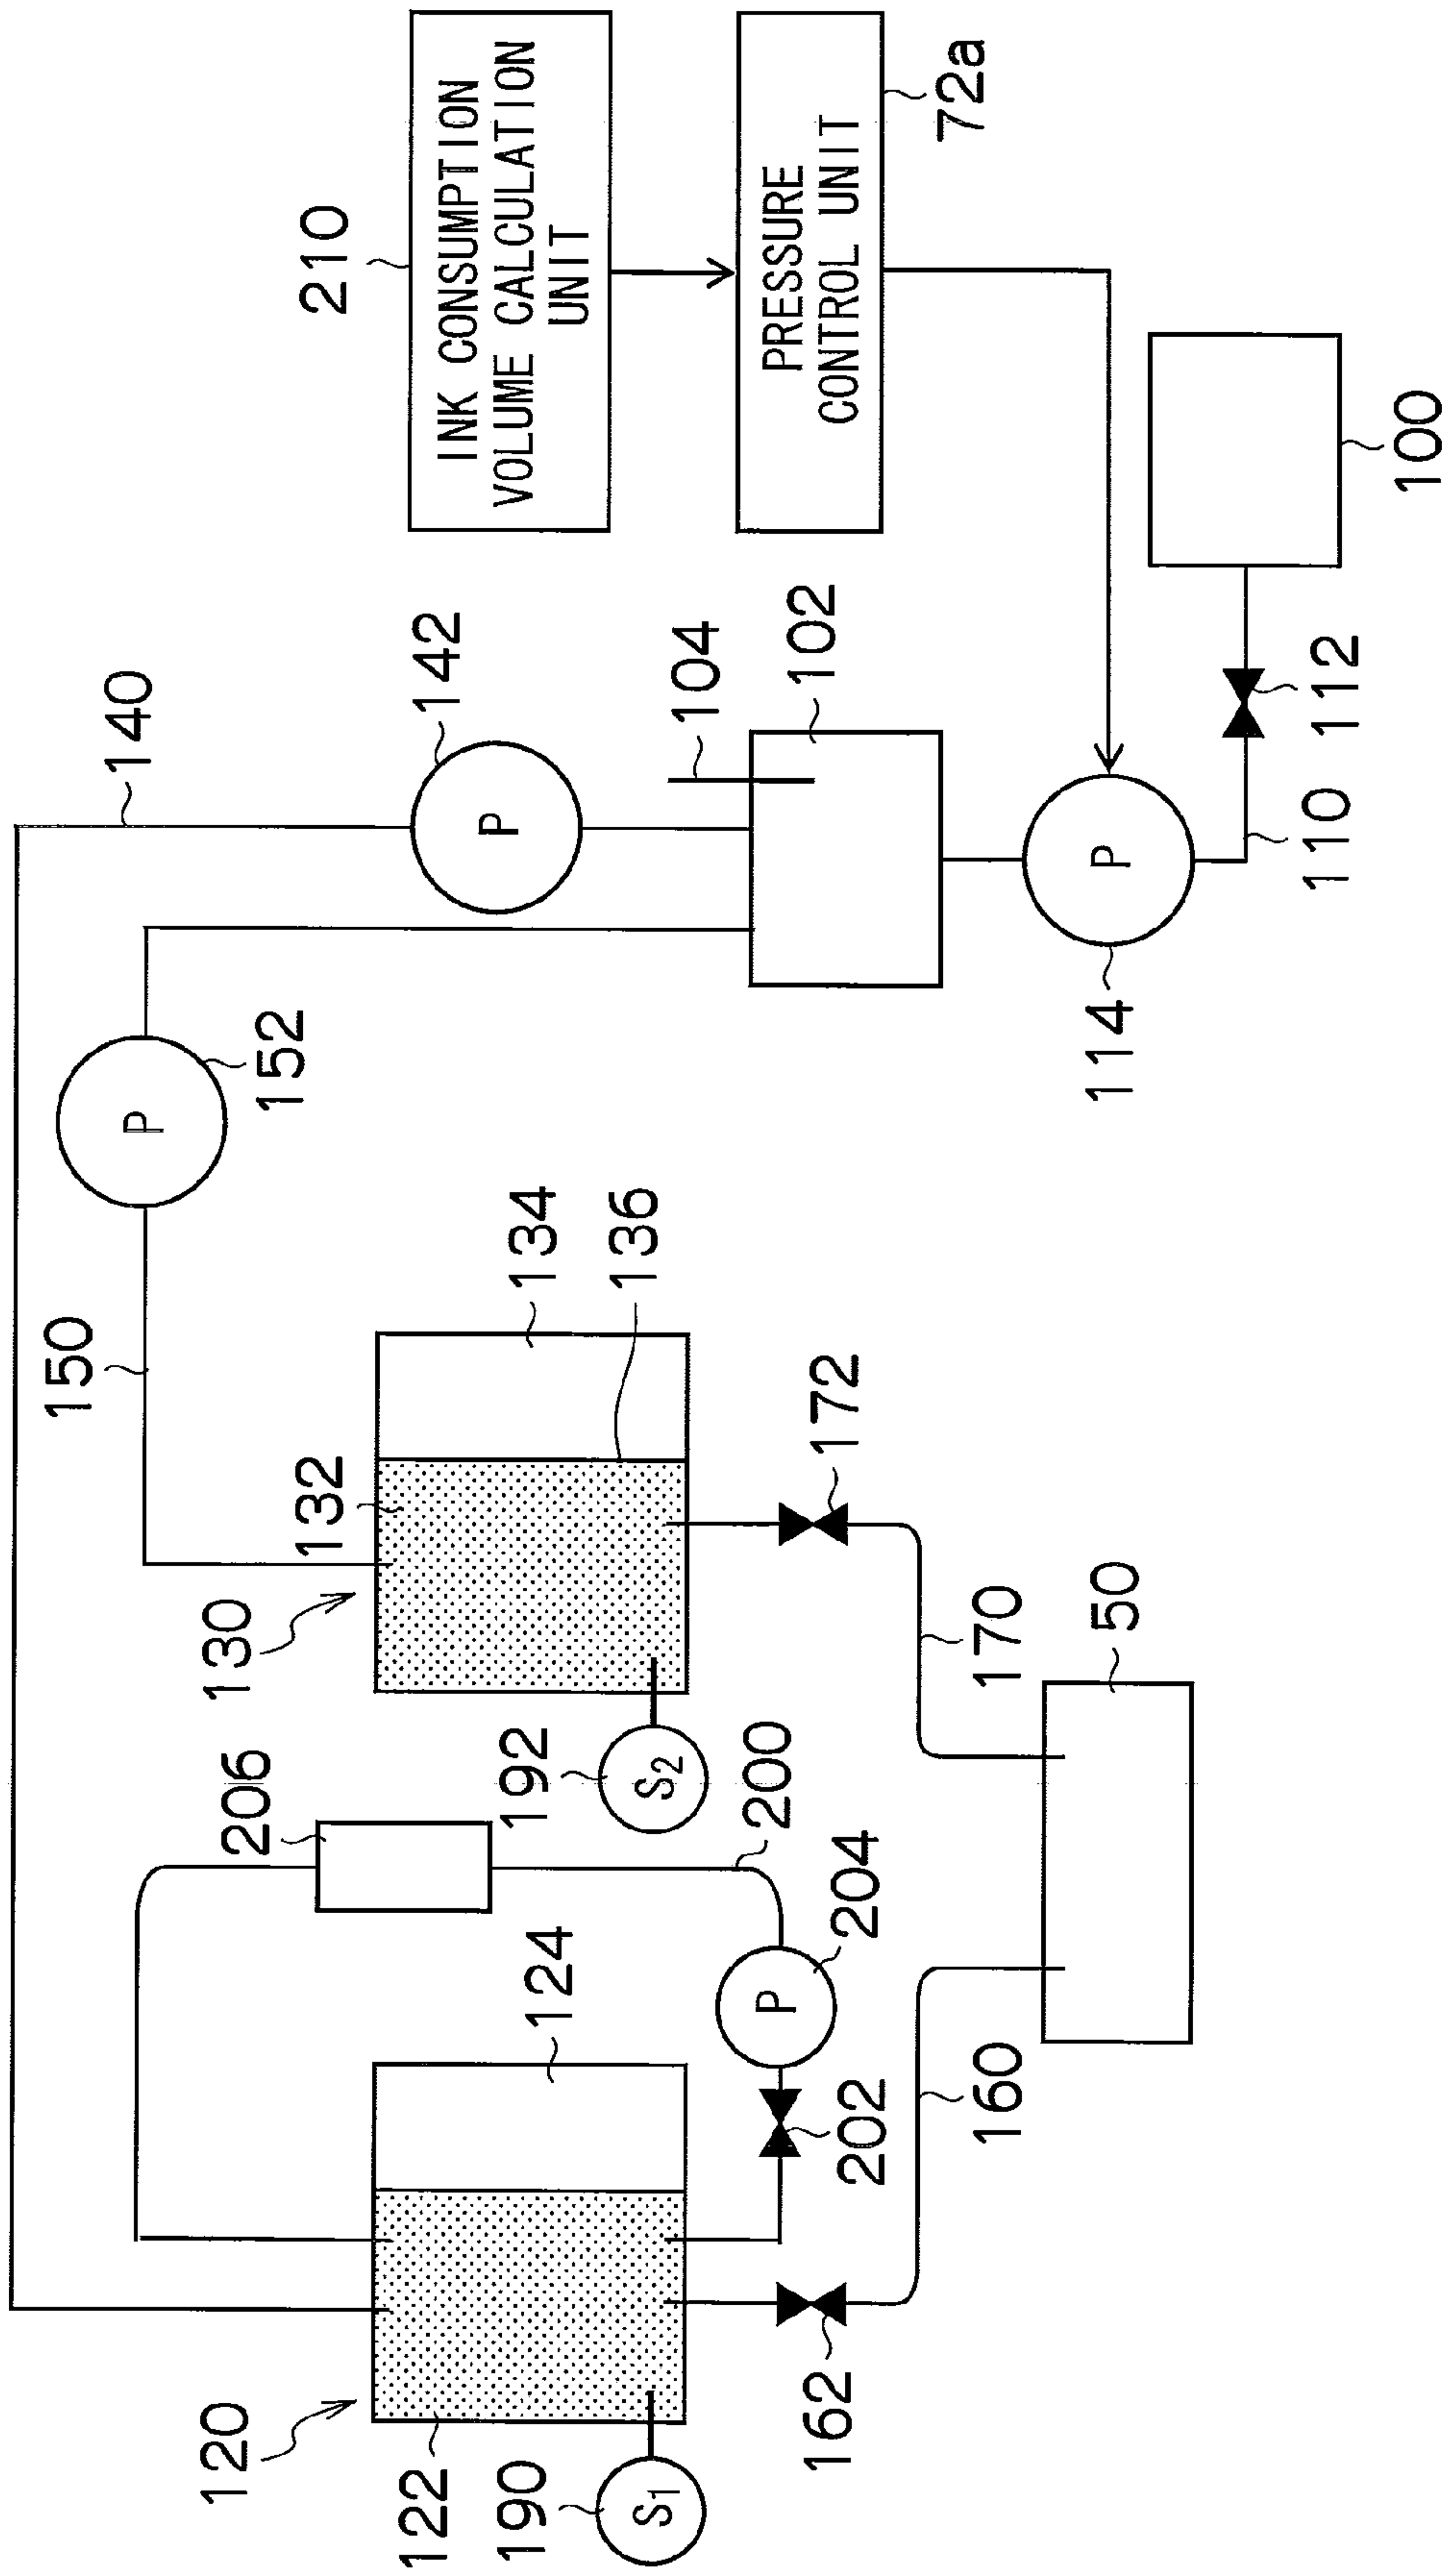 210
INK CONSUMPTION
VOLUME CALCULATION
UNIT
PRESSURE
CONTROL UNIT
72a
140
142
104
102
100
112
110
P
P
114
152
P
150
134
136
132
130
172
170
50
192
S2
206
200
204
P
124
202
160
120
122
190
S1
162